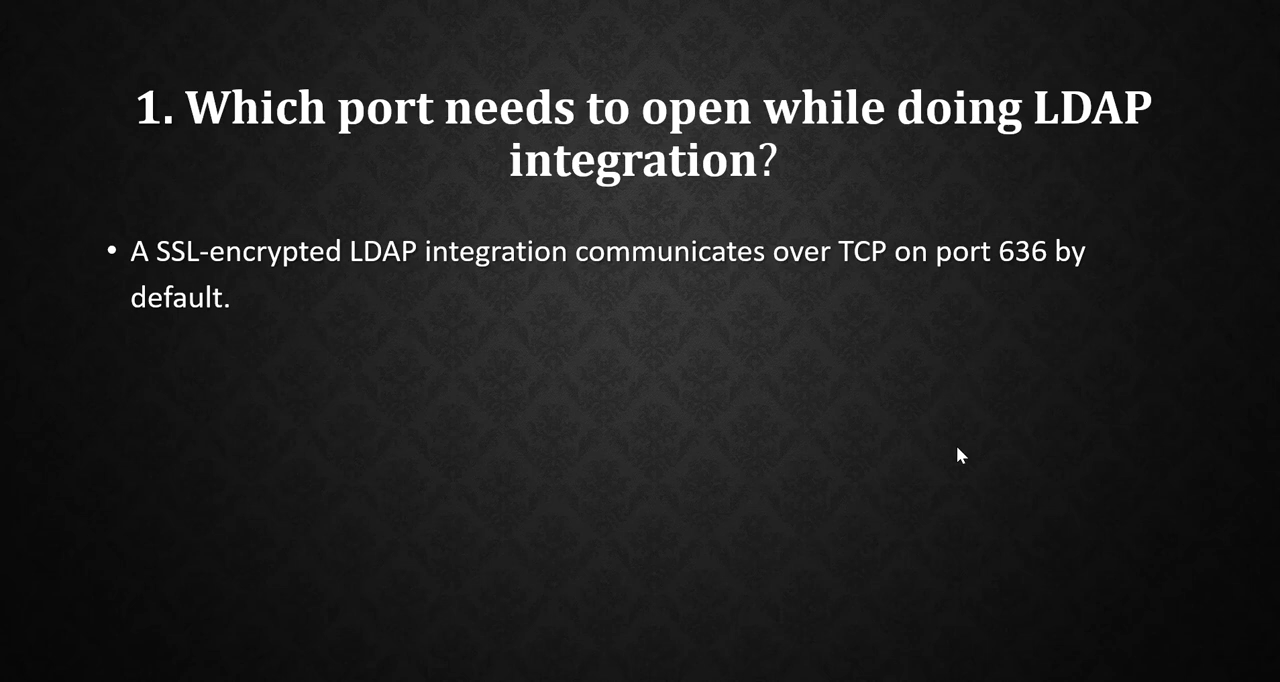 1. Which port needs to open while doing LDAP
integration?
• A SSL-encrypted LDAP integration communicates over TCP on port 636 by
default.